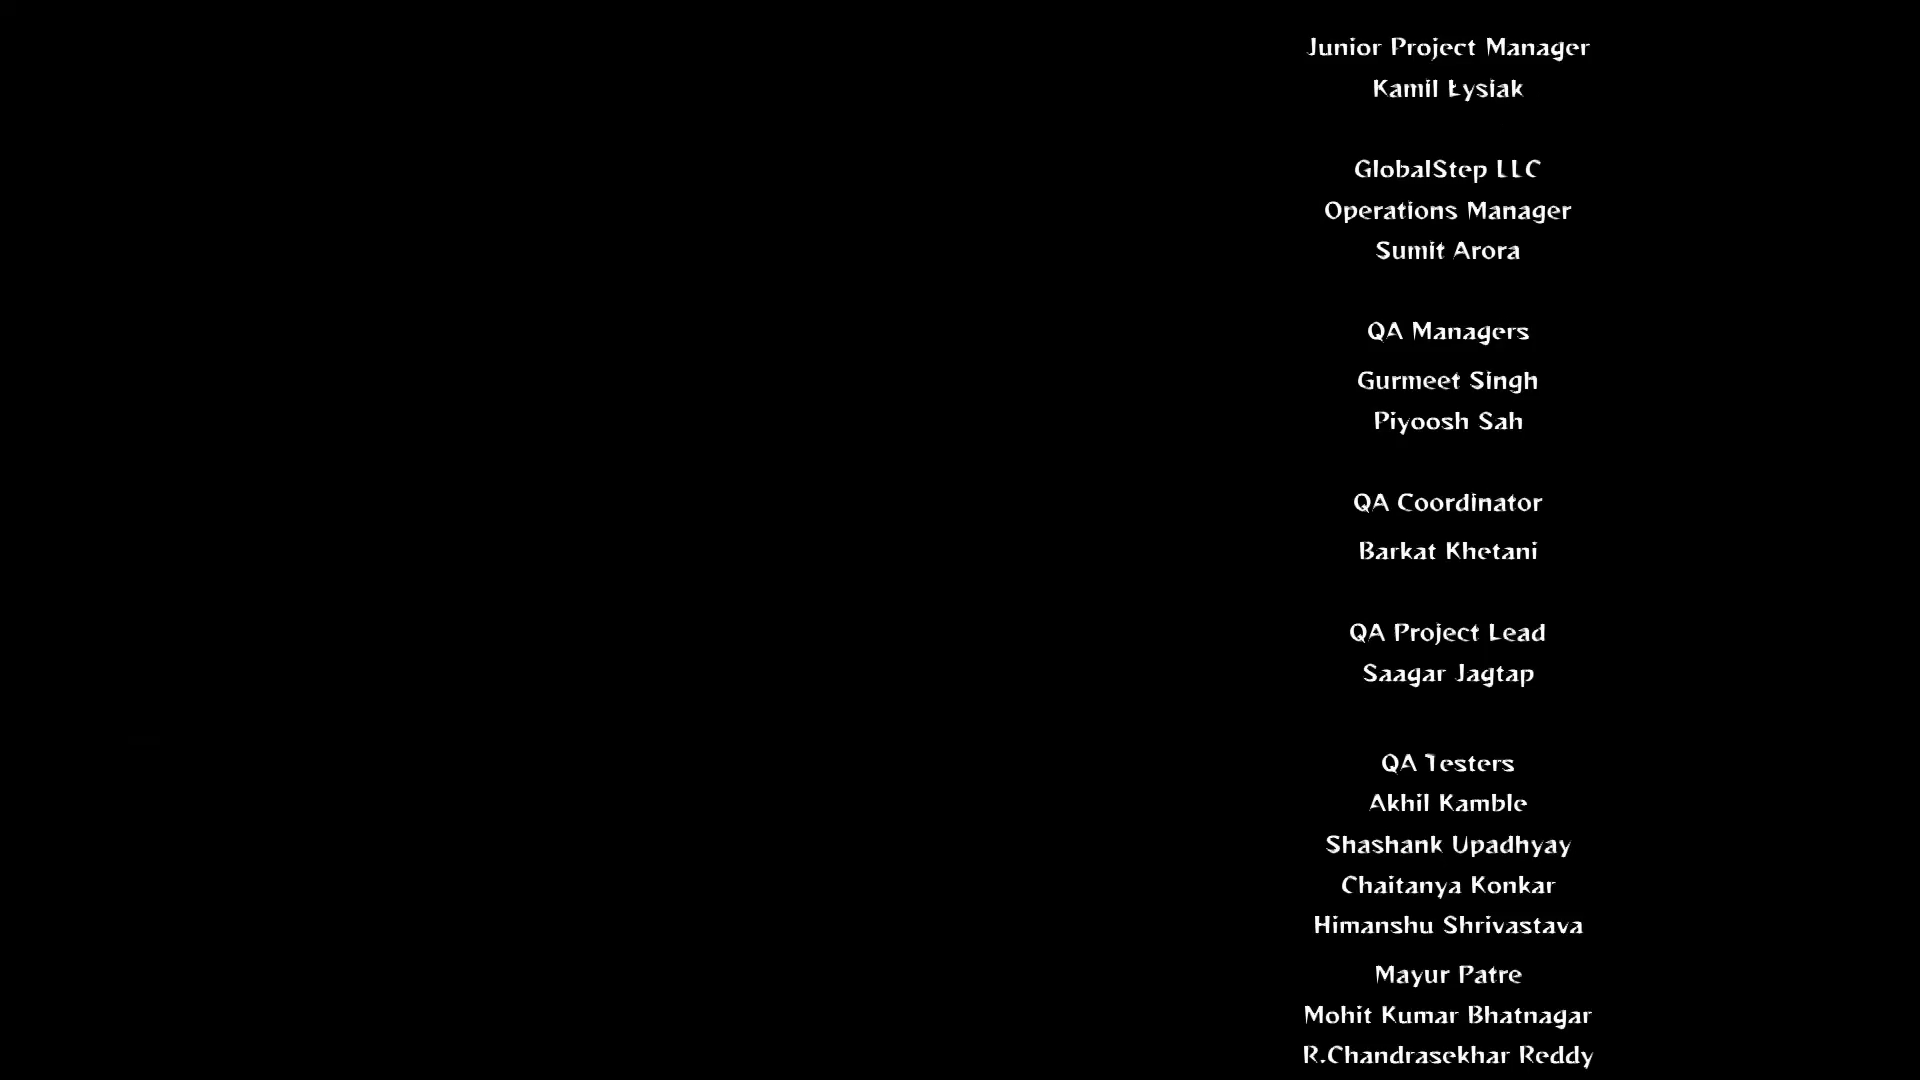 Junior Project Manager
Kamil Łysiak
GlobalStep LLC
Operations Manager
Sumit Arora
QA Managers
Gurmeet Singh
Piyoosh Sah
QA Coordinator
Barkat Khetani
QA Project Lead
Saagar Jagtap
QA Testers
Akhil Kamble
Shashank Upadhyay
Chaitanya Konkar
Himanshu Shrivastava
Mayur Patre
Mohit Kumar Bhatnagar
R.Chandrasekhar Reddy